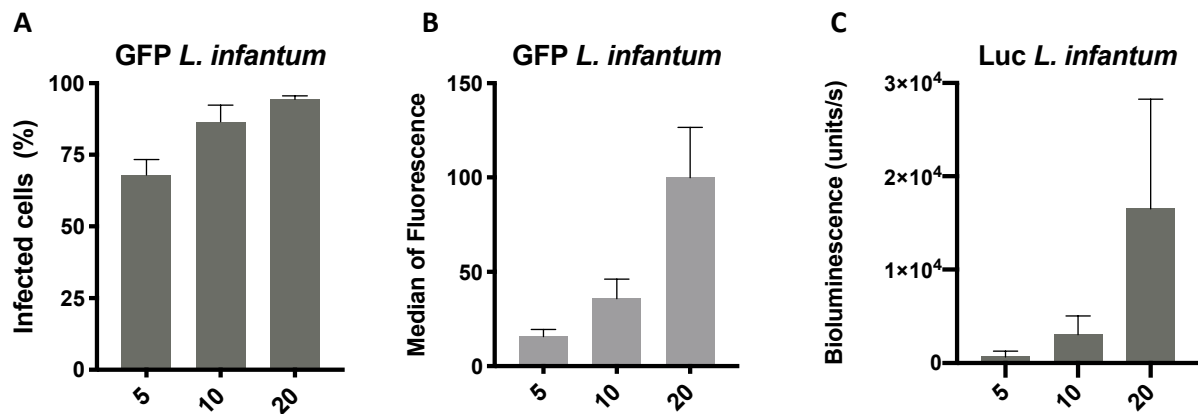 A
GFP L. infantum
Infected cells (%)
100
75
50
25
0
5
10
20
B
GFP L. infantum
Median of Fluorescence
150
100
50
0
5
10
20
C
Luc L. infantum
Bioluminescence (units/s)
3×10⁴
2×10⁴
1×10⁴
0
5
10
20